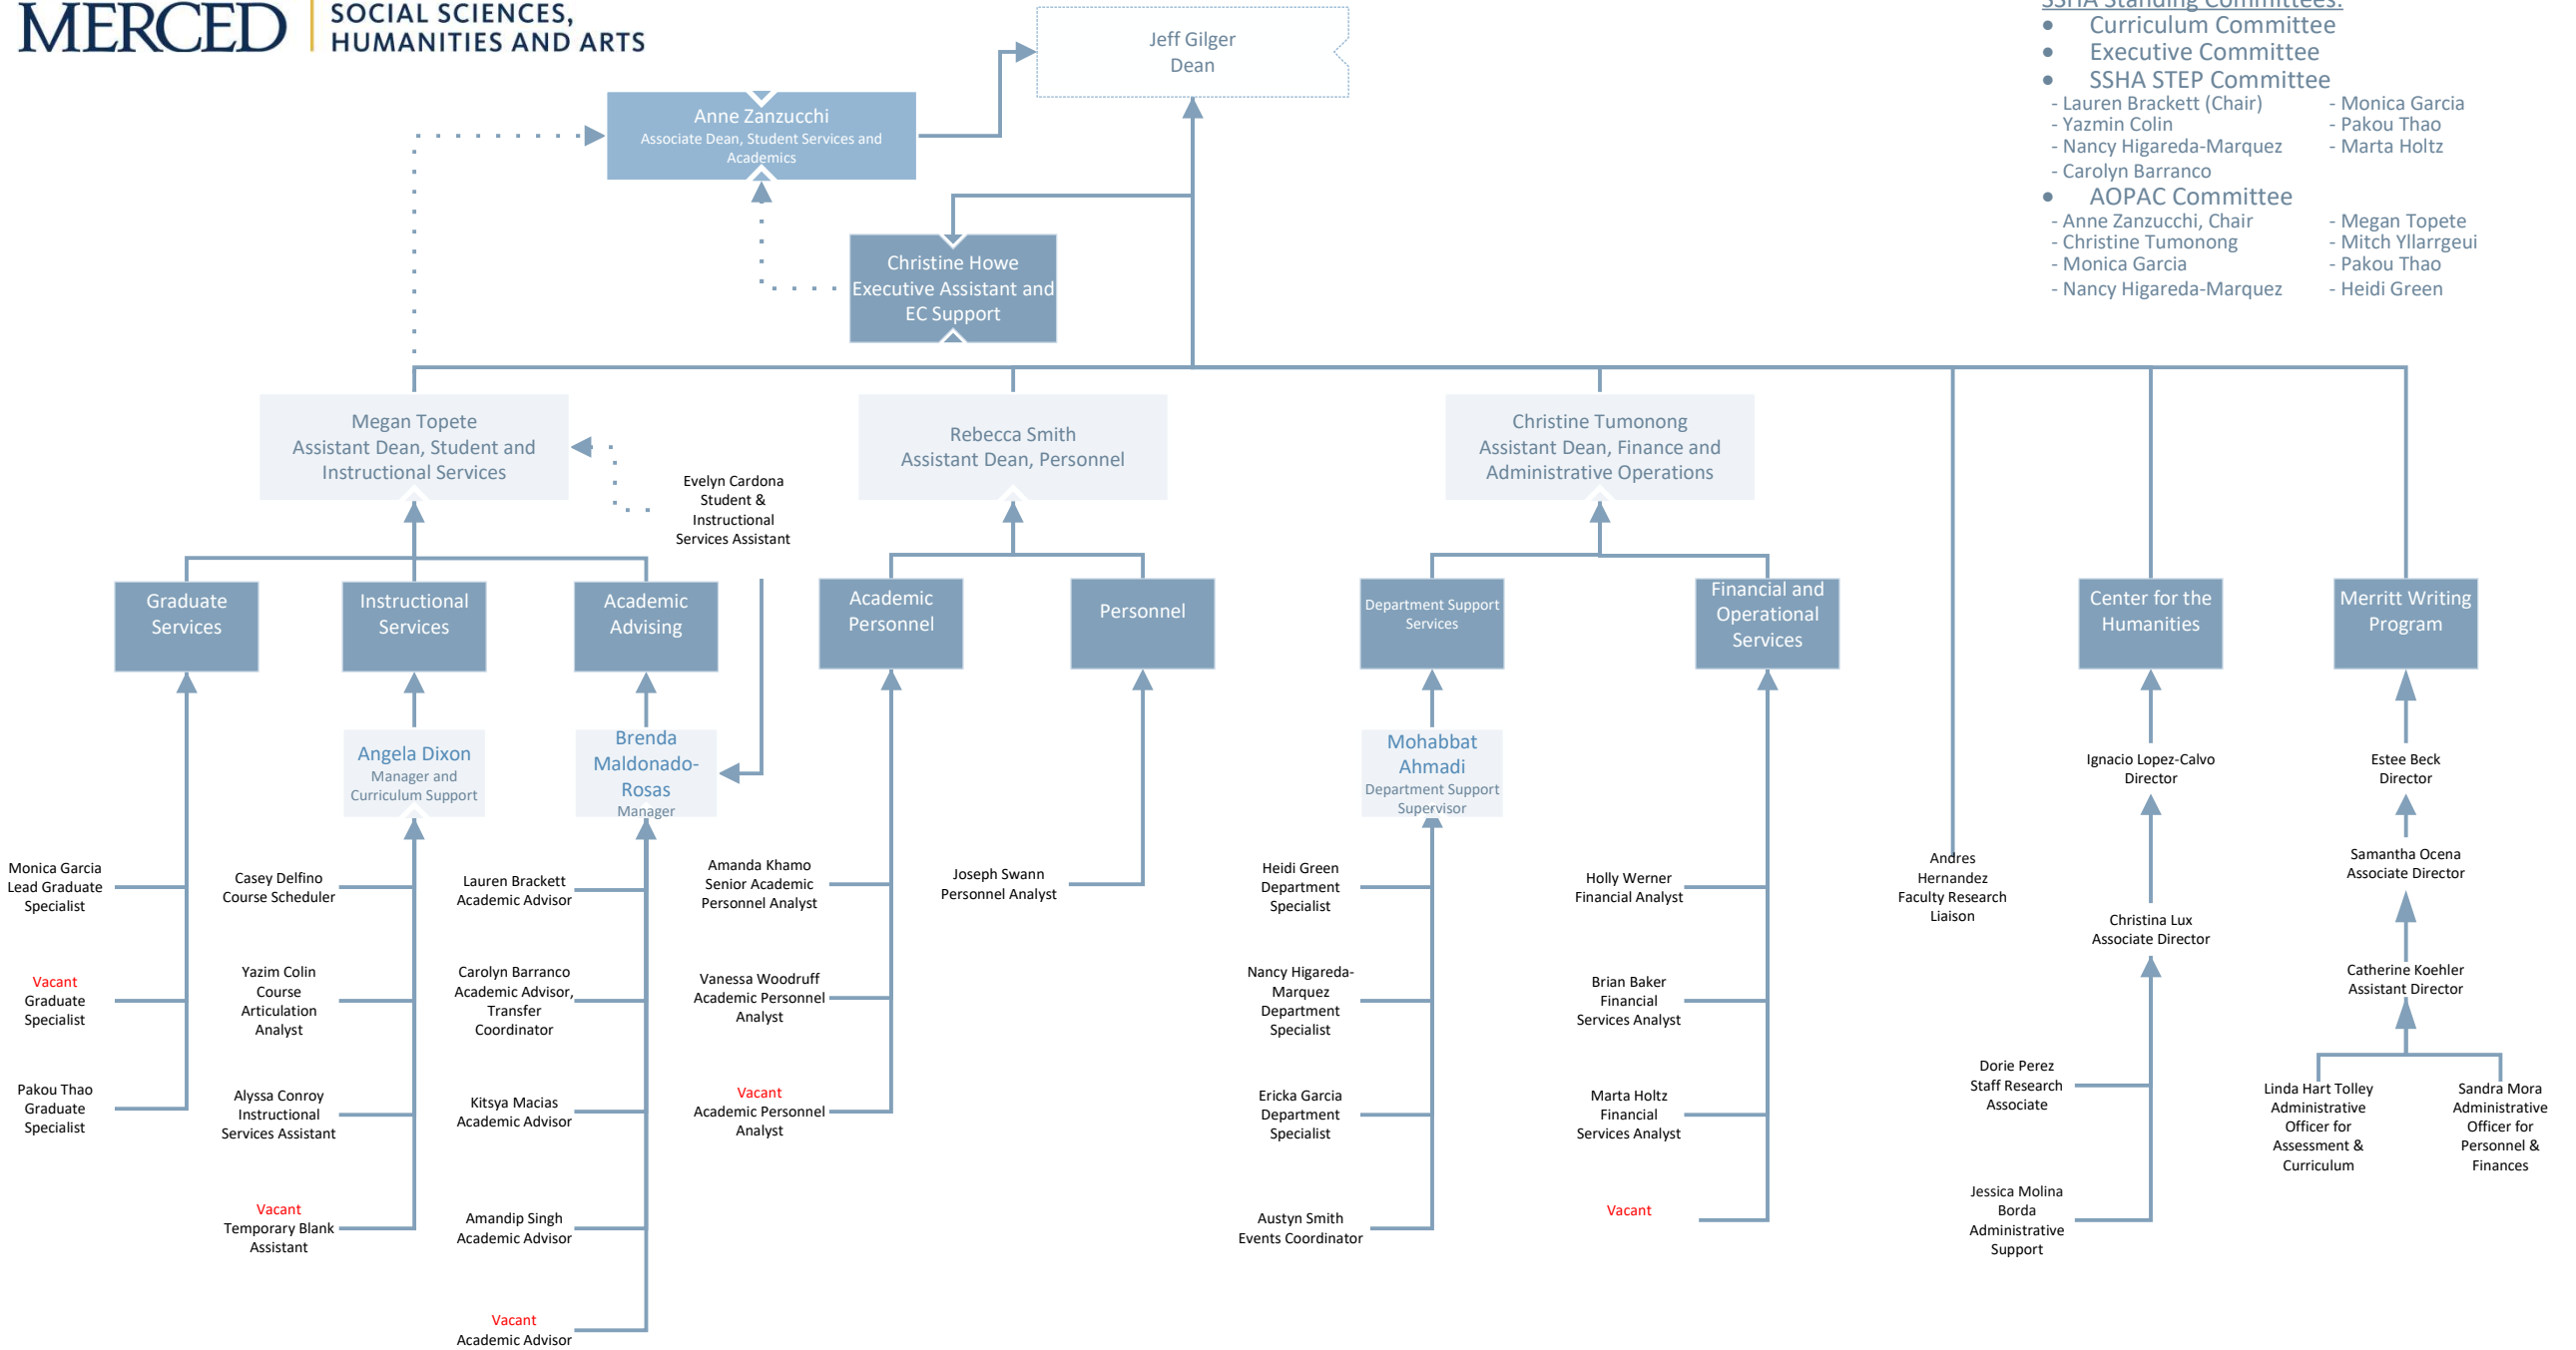 MERCED
SOCIAL SCIENCES,
HUMANITIES AND ARTS
Jeff Gilger
Dean
SSHA Standing Committees:
• Curriculum Committee
• Executive Committee
• SSHA STEP Committee
- Lauren Brackett (Chair)
- Monica Garcia
- Yazmin Colin
- Pakou Thao
- Nancy Higareda-Marquez
- Marta Holtz
- Carolyn Barranco
• AOPAC Committee
- Anne Zanzucchi, Chair
- Megan Topete
- Christine Tumonong
- Mitch Yllarrgeui
- Monica Garcia
- Pakou Thao
- Nancy Higareda-Marquez
- Heidi Green
Anne Zanzucchi
Associate Dean, Student Services and
Academics
Christine Howe
Executive Assistant and
EC Support
Megan Topete
Assistant Dean, Student and
Instructional Services
Evelyn Cardona
Student &
Instructional
Services Assistant
Rebecca Smith
Assistant Dean, Personnel
Christine Tumonong
Assistant Dean, Finance and
Administrative Operations
Graduate
Services
Instructional
Services
Academic
Advising
Academic
Personnel
Personnel
Department Support
Services
Financial and
Operational
Services
Center for the
Humanities
Merritt Writing
Program
Angela Dixon
Manager and
Curriculum Support
Brenda
Maldonado-
Rosas
Manager
Mohabbat
Ahmadi
Department Support
Supervisor
Ignacio Lopez-Calvo
Director
Estee Beck
Director
Monica Garcia
Lead Graduate
Specialist
Vacant
Graduate
Specialist
Pakou Thao
Graduate
Specialist
Casey Delfino
Course Scheduler
Yazim Colin
Course
Articulation
Analyst
Alyssa Conroy
Instructional
Services Assistant
Vacant
Temporary Blank
Assistant
Lauren Brackett
Academic Advisor
Carolyn Barranco
Academic Advisor,
Transfer
Coordinator
Kitsya Macias
Academic Advisor
Amandip Singh
Academic Advisor
Vacant
Academic Advisor
Amanda Khamo
Senior Academic
Personnel Analyst
Vanessa Woodruff
Academic Personnel
Analyst
Vacant
Academic Personnel
Analyst
Joseph Swann
Personnel Analyst
Heidi Green
Department
Specialist
Nancy Higareda-
Marquez
Department
Specialist
Ericka Garcia
Department
Specialist
Austyn Smith
Events Coordinator
Holly Werner
Financial Analyst
Brian Baker
Financial
Services Analyst
Marta Holtz
Financial
Services Analyst
Vacant
Andres
Hernandez
Faculty Research
Liaison
Christina Lux
Associate Director
Dorie Perez
Staff Research
Associate
Jessica Molina
Borda
Administrative
Support
Samantha Ocena
Associate Director
Catherine Koehler
Assistant Director
Linda Hart Tolley
Administrative
Officer for
Assessment &
Curriculum
Sandra Mora
Administrative
Officer for
Personnel &
Finances